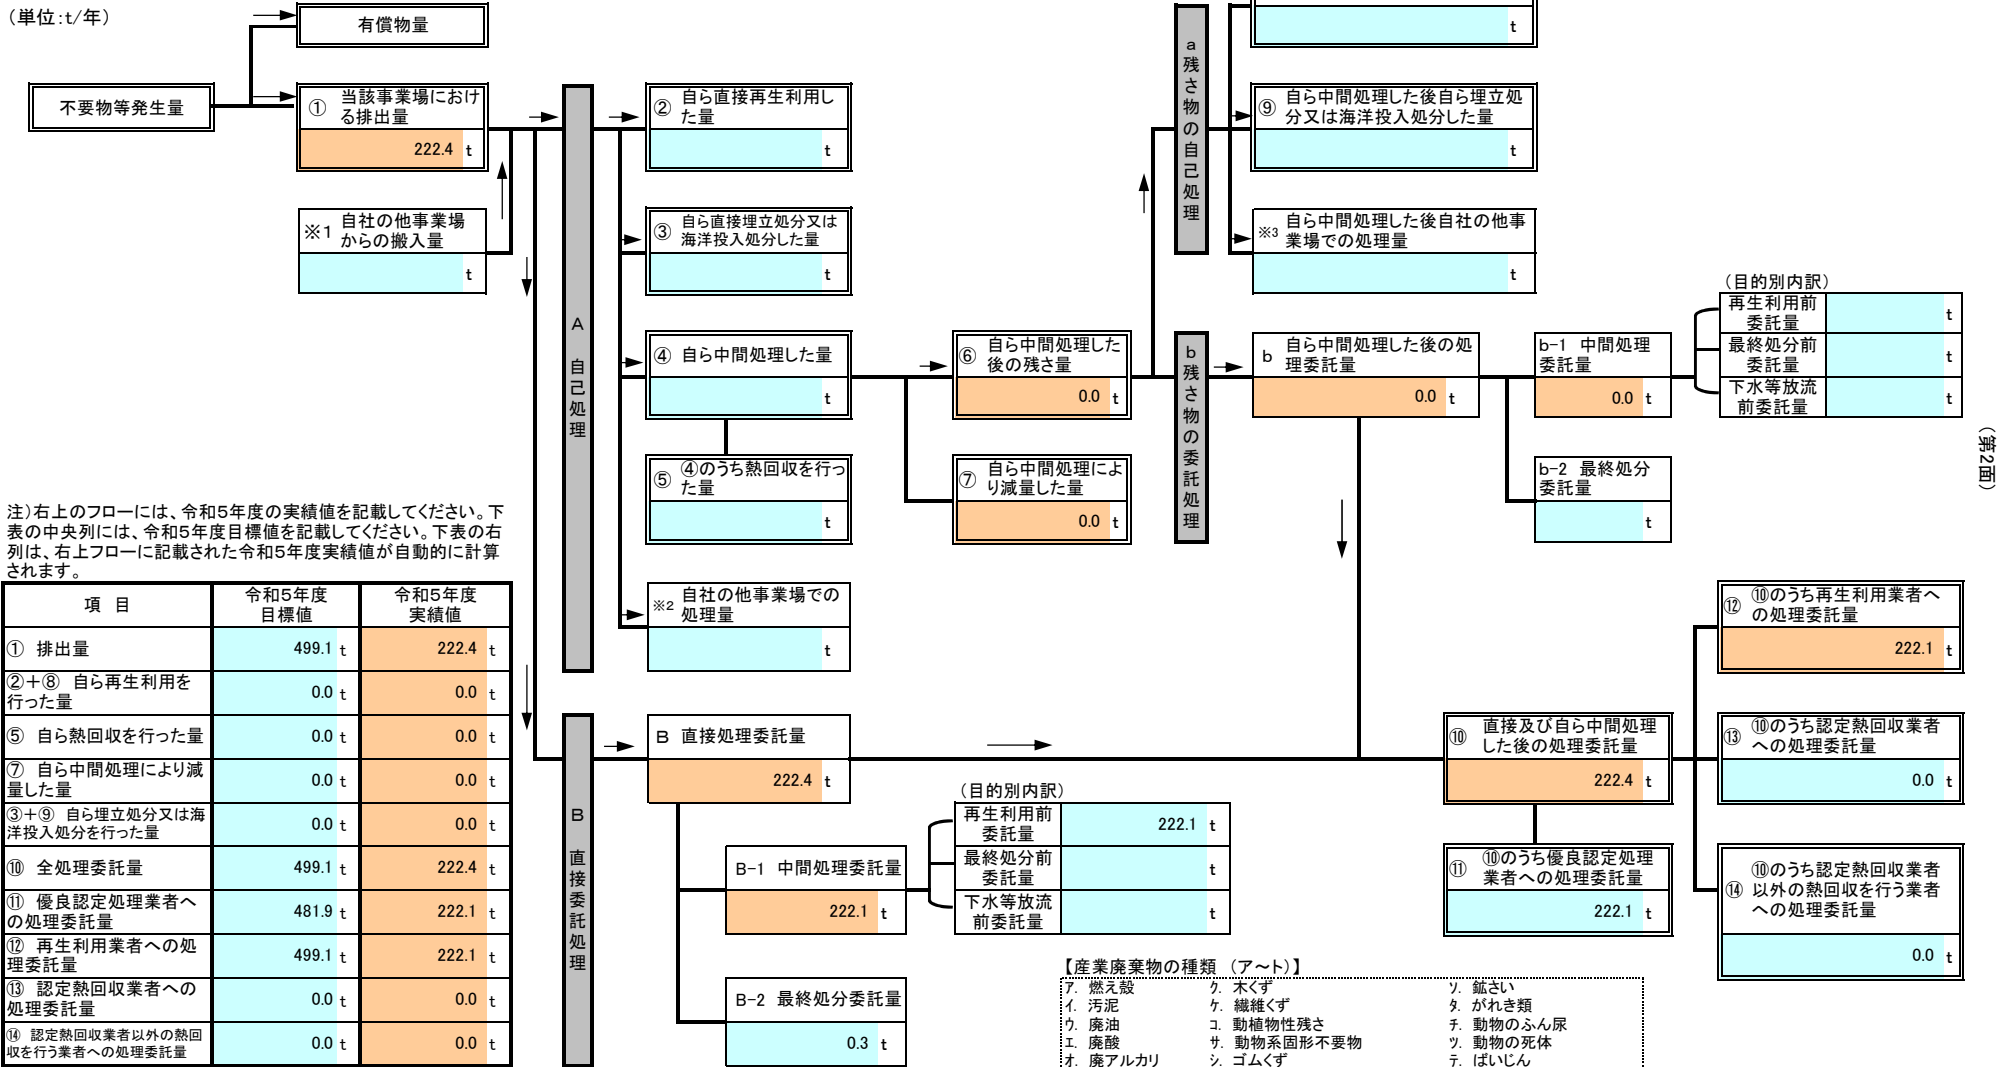 （単位:t/年）
有償物量
不要物等発生量
① 当該事業場におけ
る排出量
222.4 t
※1 自社の他事業場
からの搬入量
t
A 自己処理
② 自ら直接再生利用し
た量
t
③ 自ら直接埋立処分又は
海洋投入処分した量
t
④ 自ら中間処理した量
t
⑤ ④のうち熱回収を行っ
た量
t
※2 自社の他事業場での
処理量
t
⑥ 自ら中間処理した
後の残さ量
0.0 t
⑦ 自ら中間処理によ
り減量した量
0.0 t
a 残さ物の自己処理
t
⑨ 自ら中間処理した後自ら埋立処
分又は海洋投入処分した量
t
※3 自ら中間処理した後自社の他事
業場での処理量
t
b 残さ物の委託処理
b 自ら中間処理した後の処
理委託量
0.0 t
b-1 中間処理
委託量
0.0 t
b-2 最終処分
委託量
t
（目的別内訳）
再生利用前
委託量 t
最終処分前
委託量 t
下水等放流
前委託量 t
（第2面）
注）右上のフローには、令和5年度の実績値を記載してください。下
表の中央列には、令和5年度目標値を記載してください。下表の右
列は、右上フローに記載された令和5年度実績値が自動的に計算
されます。
項 目 令和5年度
目標値 令和5年度
実績値
① 排出量 499.1 t 222.4 t
②＋⑧ 自ら再生利用を
行った量 0.0 t 0.0 t
⑤ 自ら熱回収を行った量 0.0 t 0.0 t
⑦ 自ら中間処理により減
量した量 0.0 t 0.0 t
③＋⑨ 自ら埋立処分又は海
洋投入処分を行った量 0.0 t 0.0 t
⑩ 全処理委託量 499.1 t 222.4 t
⑪ 優良認定処理業者へ
の処理委託量 481.9 t 222.1 t
⑫ 再生利用業者への処
理委託量 499.1 t 222.1 t
⑬ 認定熱回収業者への
処理委託量 0.0 t 0.0 t
⑭ 認定熱回収業者以外の熱回
収を行う業者への処理委託量 0.0 t 0.0 t
B 直接委託処理
B 直接処理委託量
222.4 t
B-1 中間処理委託量
222.1 t
B-2 最終処分委託量
0.3 t
（目的別内訳）
再生利用前
委託量 222.1 t
最終処分前
委託量 t
下水等放流
前委託量 t
⑩ 直接及び自ら中間処理
した後の処理委託量
222.4 t
⑪ ⑩のうち優良認定処理
業者への処理委託量
222.1 t
⑫ ⑩のうち再生利用業者へ
の処理委託量
222.1 t
⑬ ⑩のうち認定熱回収業者
への処理委託量
0.0 t
⑭ ⑩のうち認定熱回収業者
以外の熱回収を行う業者
への処理委託量
0.0 t
【産業廃棄物の種類 （ア～ト）】
ア. 燃え殻 ク. 木くず ソ. 鉱さい
イ. 汚泥 ケ. 繊維くず タ. がれき類
ウ. 廃油 コ. 動植物性残さ チ. 動物のふん尿
エ. 廃酸 サ. 動物系固形不要物 ツ. 動物の死体
オ. 廃アルカリ シ. ゴムくず テ. ばいじん